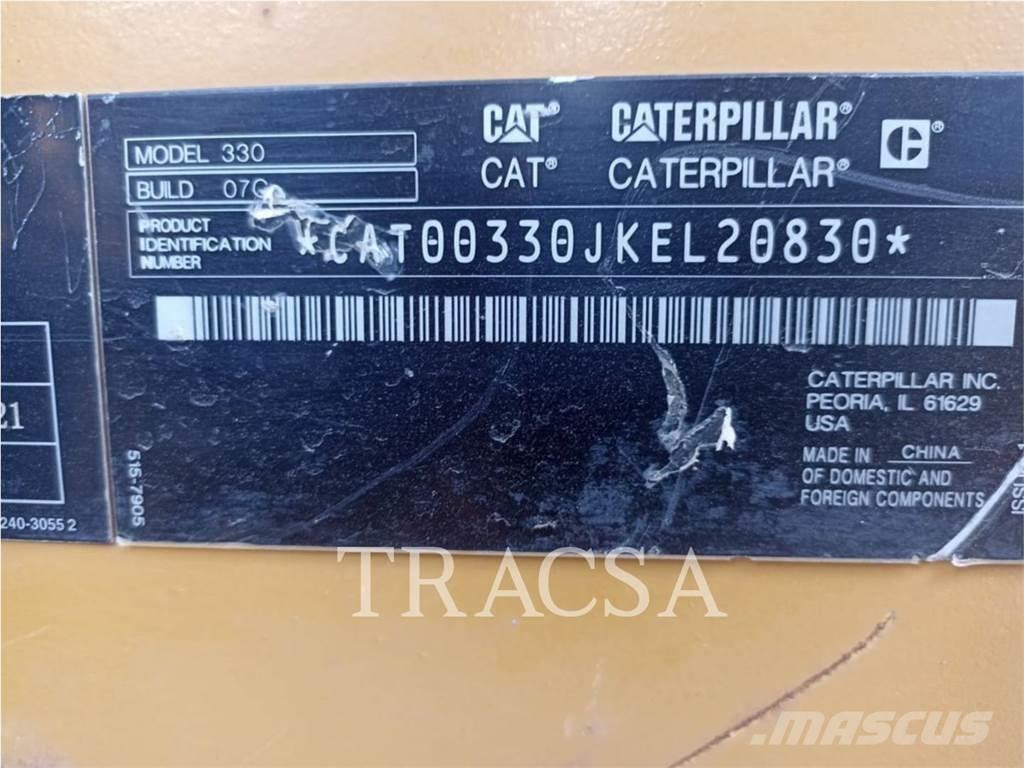 CAT® CATERPILLAR®
CAT® CATERPILLAR®
MODEL 330
BUILD 07C
PRODUCT
IDENTIFICATION
NUMBER
*CAT00330JKEL20830*
CATERPILLAR INC.
PEORIA, IL 61629
USA
MADE IN CHINA
OF DOMESTIC AND
FOREIGN COMPONENTS
515-7905
21
240-3055 2
TRACSA
MASCUS